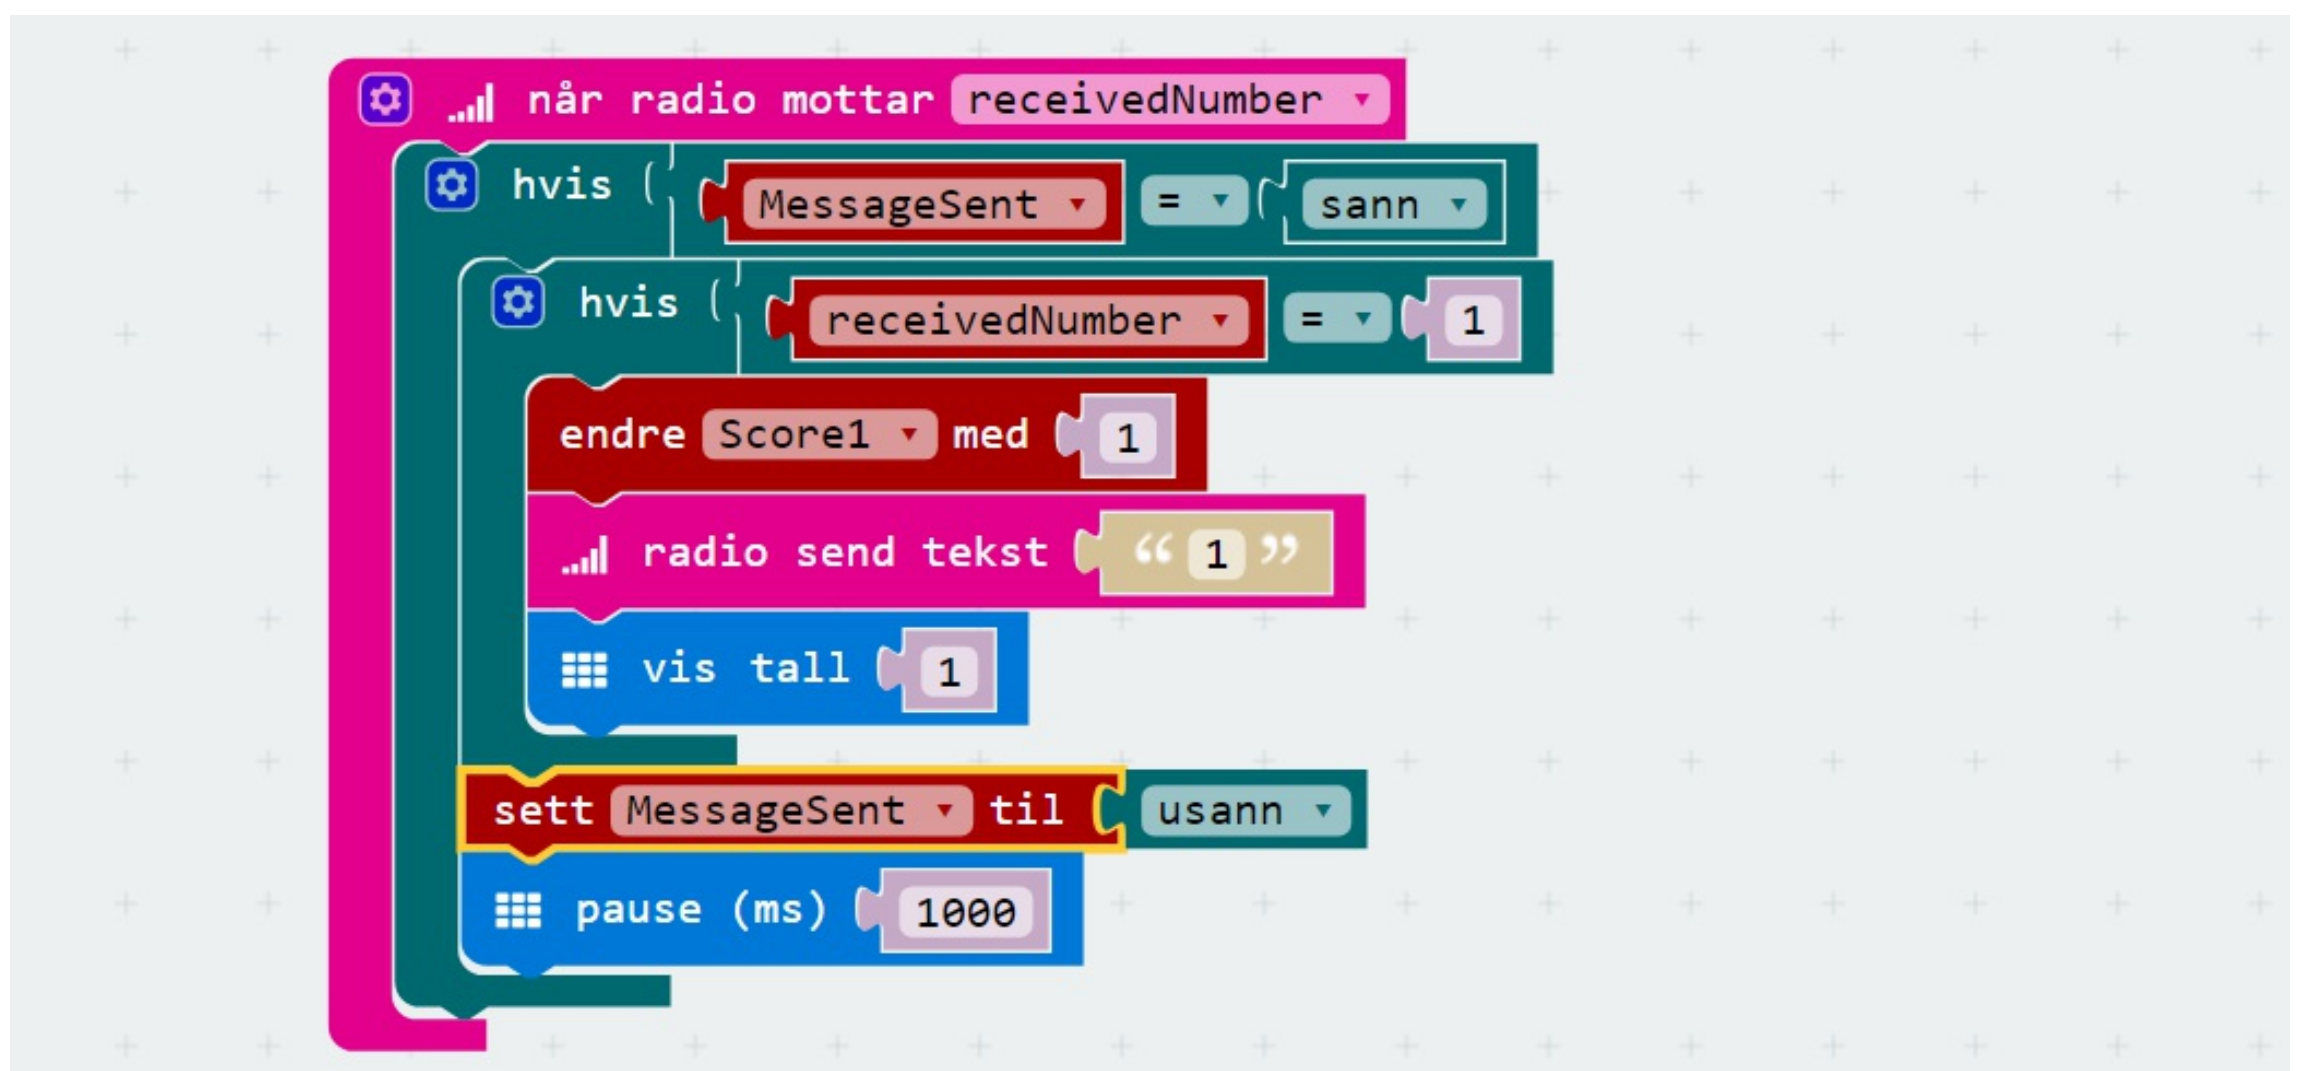 når radio mottar receivedNumber
hvis MessageSent = sann
hvis receivedNumber = 1
endre Score1 med 1
radio send tekst “ 1 ”
vis tall 1
sett MessageSent til usann
pause (ms) 1000